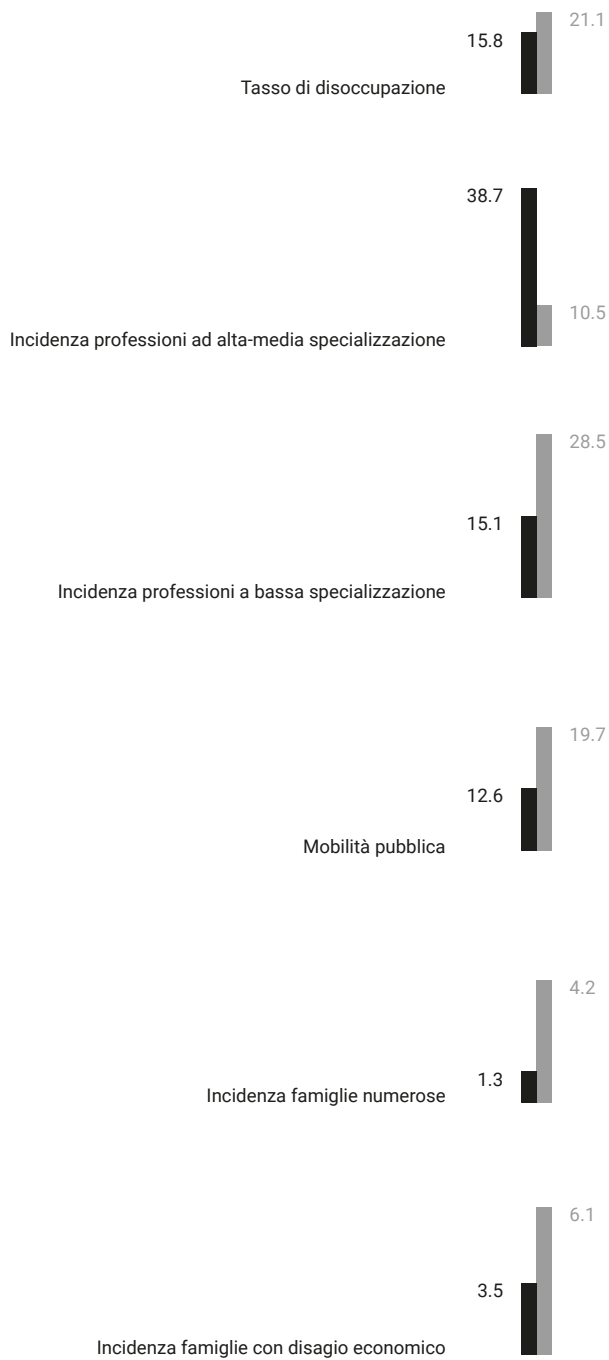 21.1
15.8
Tasso di disoccupazione
38.7
10.5
Incidenza professioni ad alta-media specializzazione
28.5
15.1
Incidenza professioni a bassa specializzazione
19.7
12.6
Mobilità pubblica
4.2
1.3
Incidenza famiglie numerose
6.1
3.5
Incidenza famiglie con disagio economico